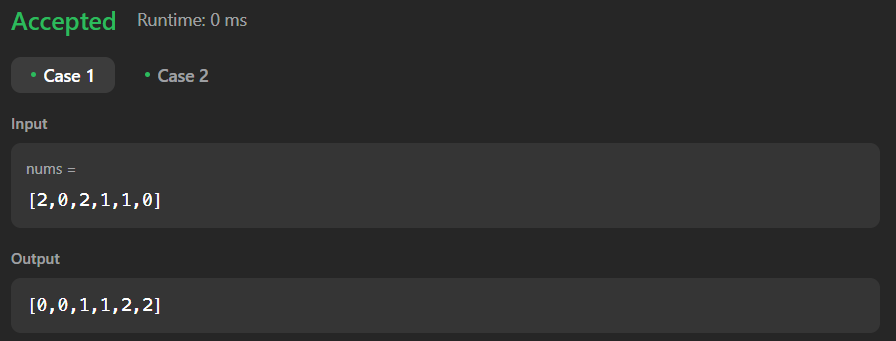 Accepted Runtime: 0 ms
Case 1 Case 2
Input
nums =
[2,0,2,1,1,0]
Output
[0,0,1,1,2,2]